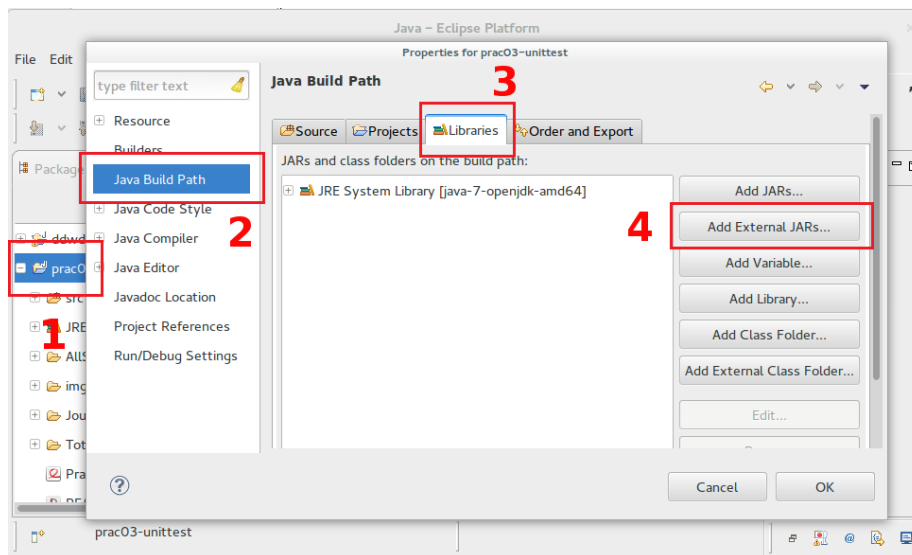 Java – Eclipse Platform
File Edit
Properties for prac03-unittest
type filter text
Java Build Path
3
Resource
Builders
Java Build Path
Java Code Style
Java Compiler
Java Editor
Javadoc Location
Project References
Run/Debug Settings
2
Source Projects Libraries Order and Export
JARs and class folders on the build path:
JRE System Library [java-7-openjdk-amd64]
4
Add JARs...
Add External JARs...
Add Variable...
Add Library...
Add Class Folder...
Add External Class Folder...
Edit...
Cancel OK
Package
ddwd
prac0
src
1
JRE
AllS
img
Jou
Tot
Pra
prac03-unittest